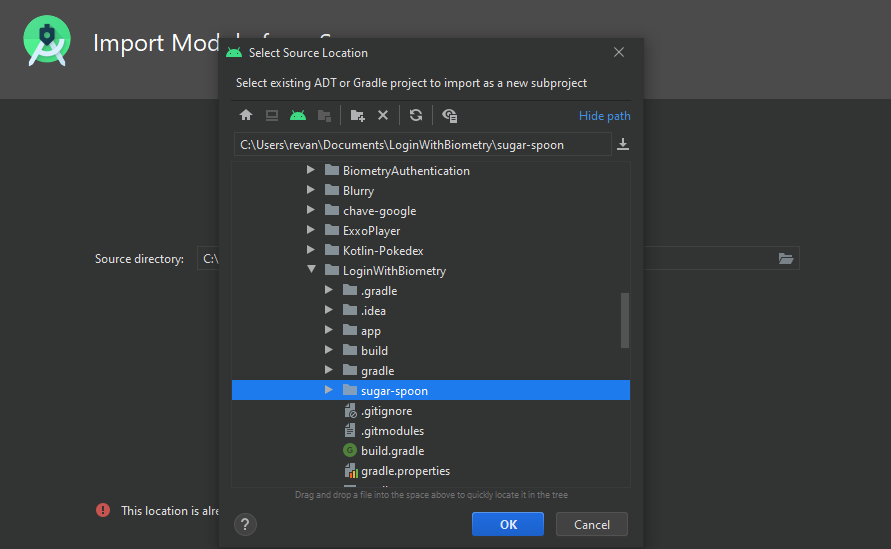 Import Mod
Select Source Location
Select existing ADT or Gradle project to import as a new subproject
Hide path
C:\Users\revan\Documents\LoginWithBiometry\sugar-spoon
BiometryAuthentication
Blurry
chave-google
ExxoPlayer
Kotlin-Pokedex
Source directory: C:\
LoginWithBiometry
.gradle
.idea
app
build
gradle
sugar-spoon
.gitignore
.gitmodules
build.gradle
gradle.properties
Drag and drop a file into the space above to quickly locate it in the tree
This location is alre
? OK Cancel